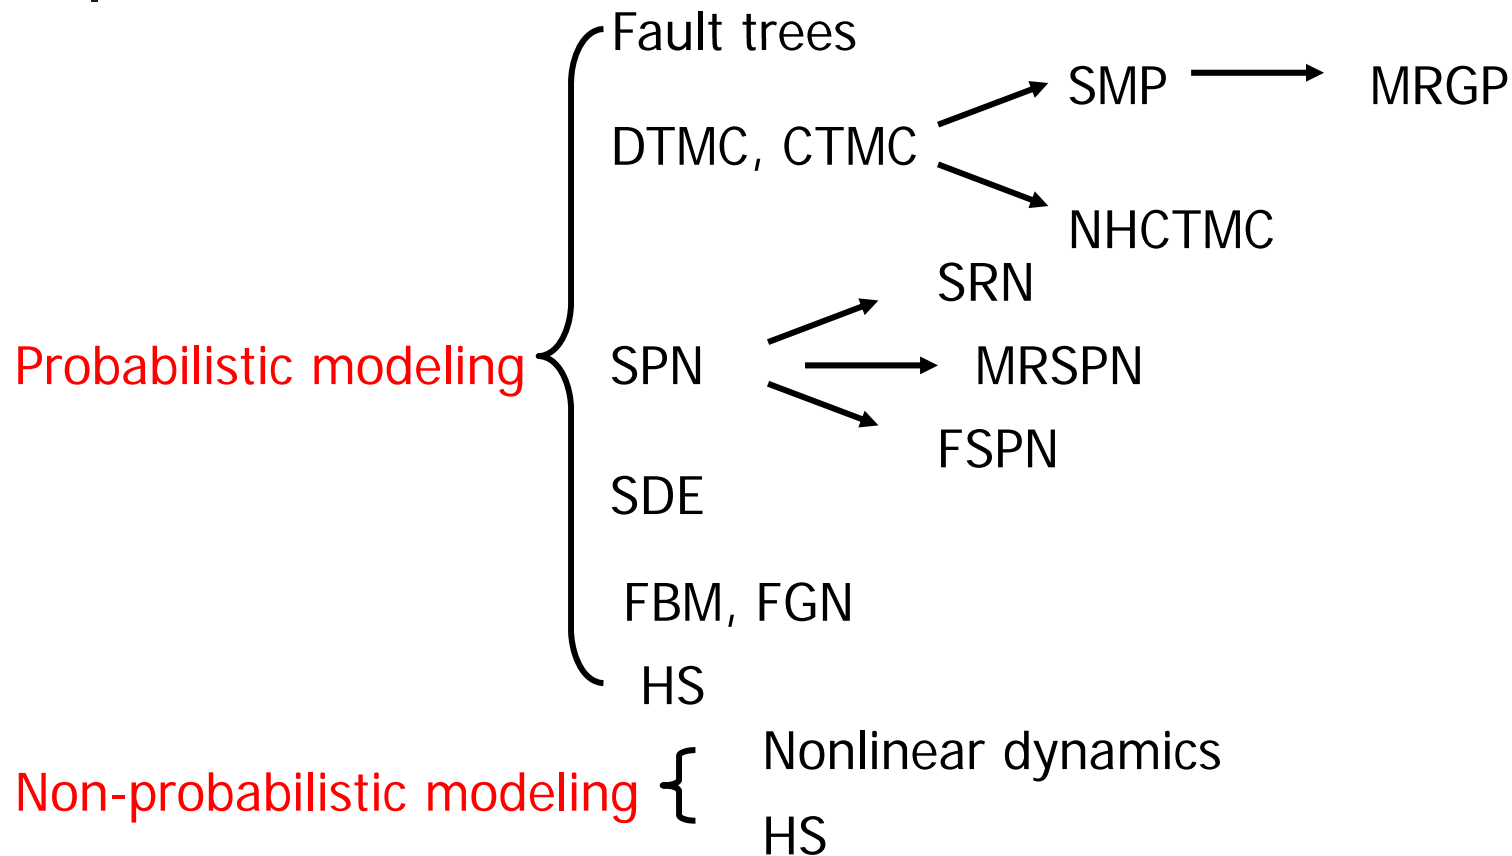 Fault trees
SMP
MRGP
DTMC, CTMC
NHCTMC
SRN
Probabilistic modeling
SPN
MRSPN
FSPN
SDE
FBM, FGN
HS
Nonlinear dynamics
Non-probabilistic modeling
HS